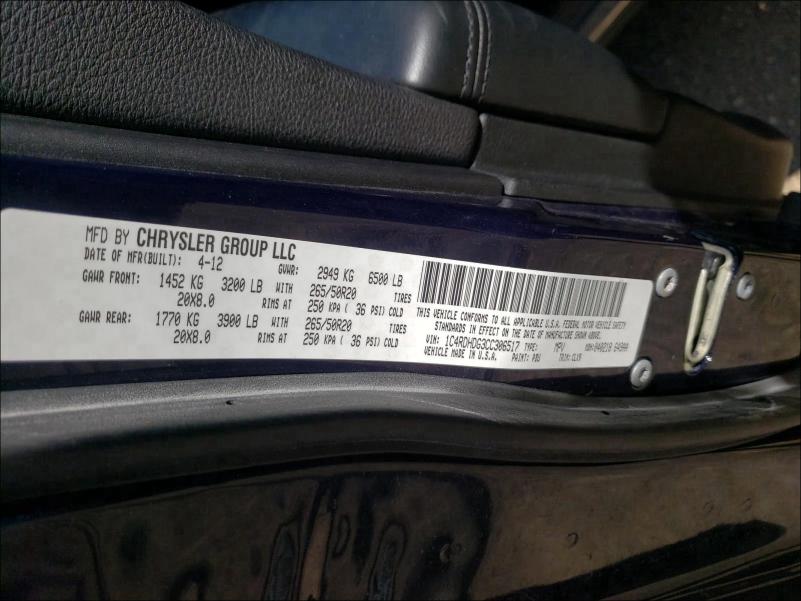 MFD BY CHRYSLER GROUP LLC
DATE OF MFR(BUILT): 4-12 GVWR: 2949 KG 6500 LB
GAWR FRONT: 1452 KG 3200 LB WITH 265/50R20 TIRES
20X8.0 RIMS AT 250 KPA ( 36 PSI) COLD
GAWR REAR: 1770 KG 3900 LB WITH 265/50R20 TIRES
20X8.0 RIMS AT 250 KPA ( 36 PSI) COLD
THIS VEHICLE CONFORMS TO ALL APPLICABLE U.S.A. FEDERAL MOTOR VEHICLE SAFETY
STANDARDS IN EFFECT ON THE DATE OF MANUFACTURE SHOWN ABOVE.
VIN: 1C4RDHDG3CC306517 TYPE: MPV MDH:
VEHICLE MADE IN U.S.A. PAINT: PBU TRIM: